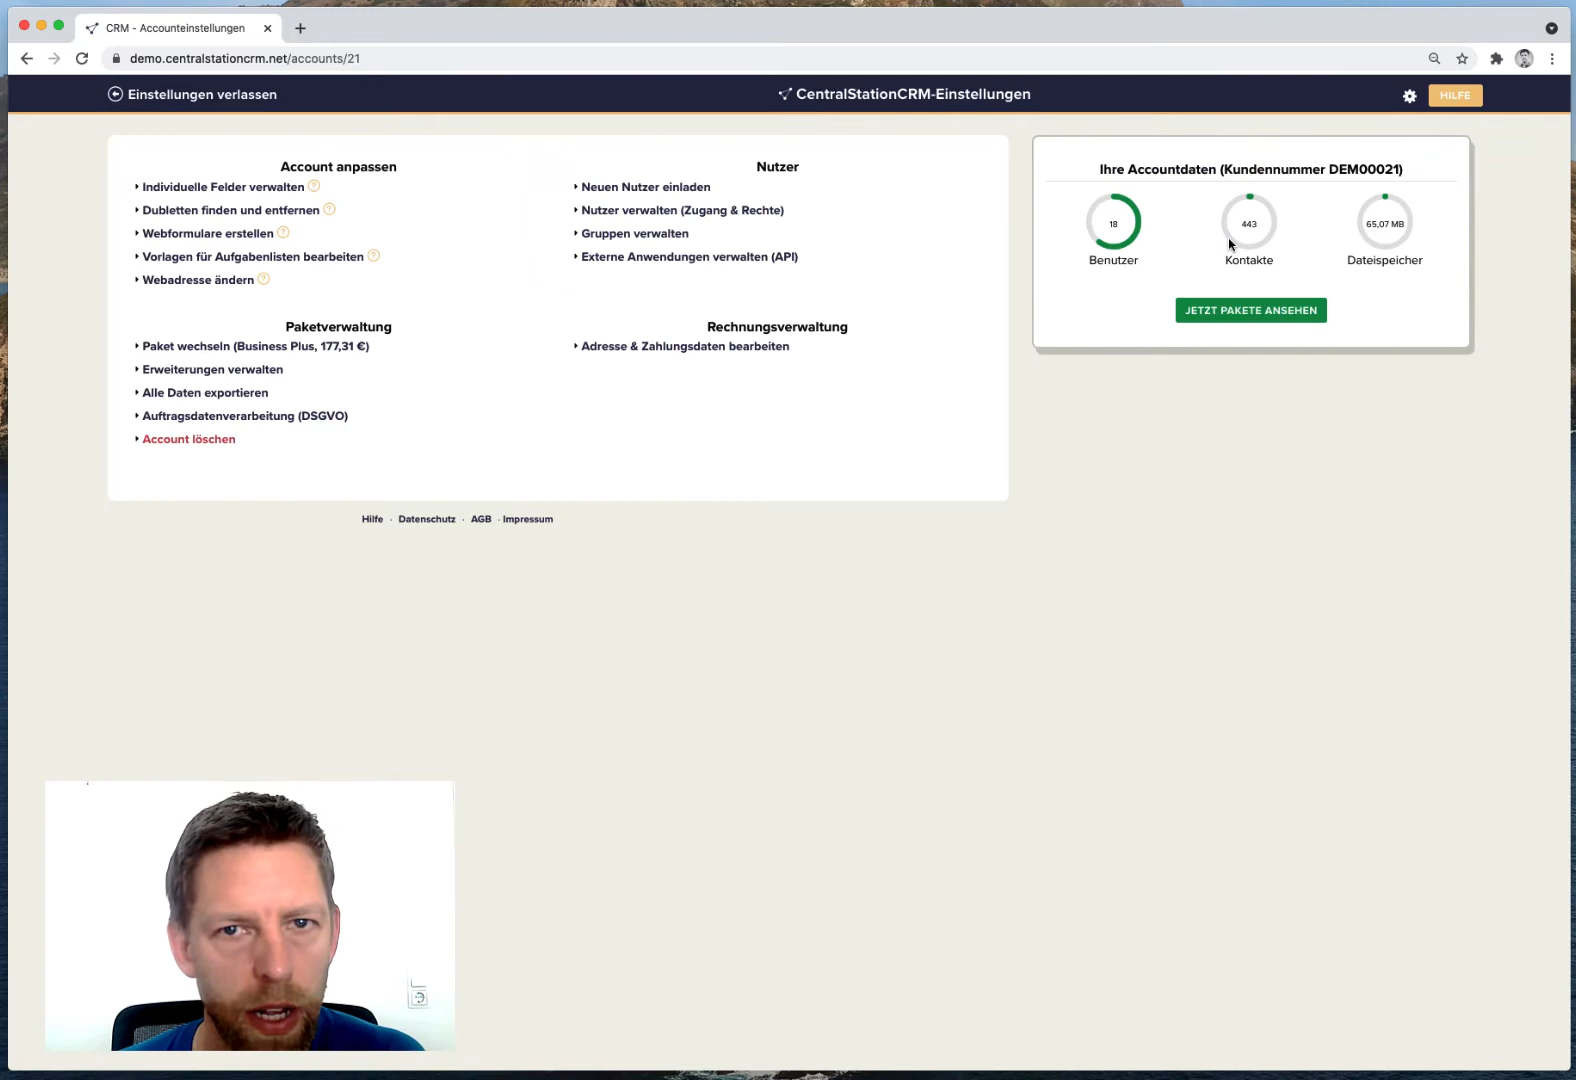 CRM - Accounteinstellungen
demo.centralstationcrm.net/accounts/21
Einstellungen verlassen
CentralStationCRM-Einstellungen
HILFE
Account anpassen
Individuelle Felder verwalten ?
Dubletten finden und entfernen ?
Webformulare erstellen ?
Vorlagen für Aufgabenlisten bearbeiten ?
Webadresse ändern ?
Nutzer
Neuen Nutzer einladen
Nutzer verwalten (Zugang & Rechte)
Gruppen verwalten
Externe Anwendungen verwalten (API)
Paketverwaltung
Paket wechseln (Business Plus, 177,31 €)
Erweiterungen verwalten
Alle Daten exportieren
Auftragsdatenverarbeitung (DSGVO)
Account löschen
Rechnungsverwaltung
Adresse & Zahlungsdaten bearbeiten
Ihre Accountdaten (Kundennummer DEM00021)
18 443 65,07 MB
Benutzer Kontakte Dateispeicher
JETZT PAKETE ANSEHEN
Hilfe · Datenschutz · AGB · Impressum